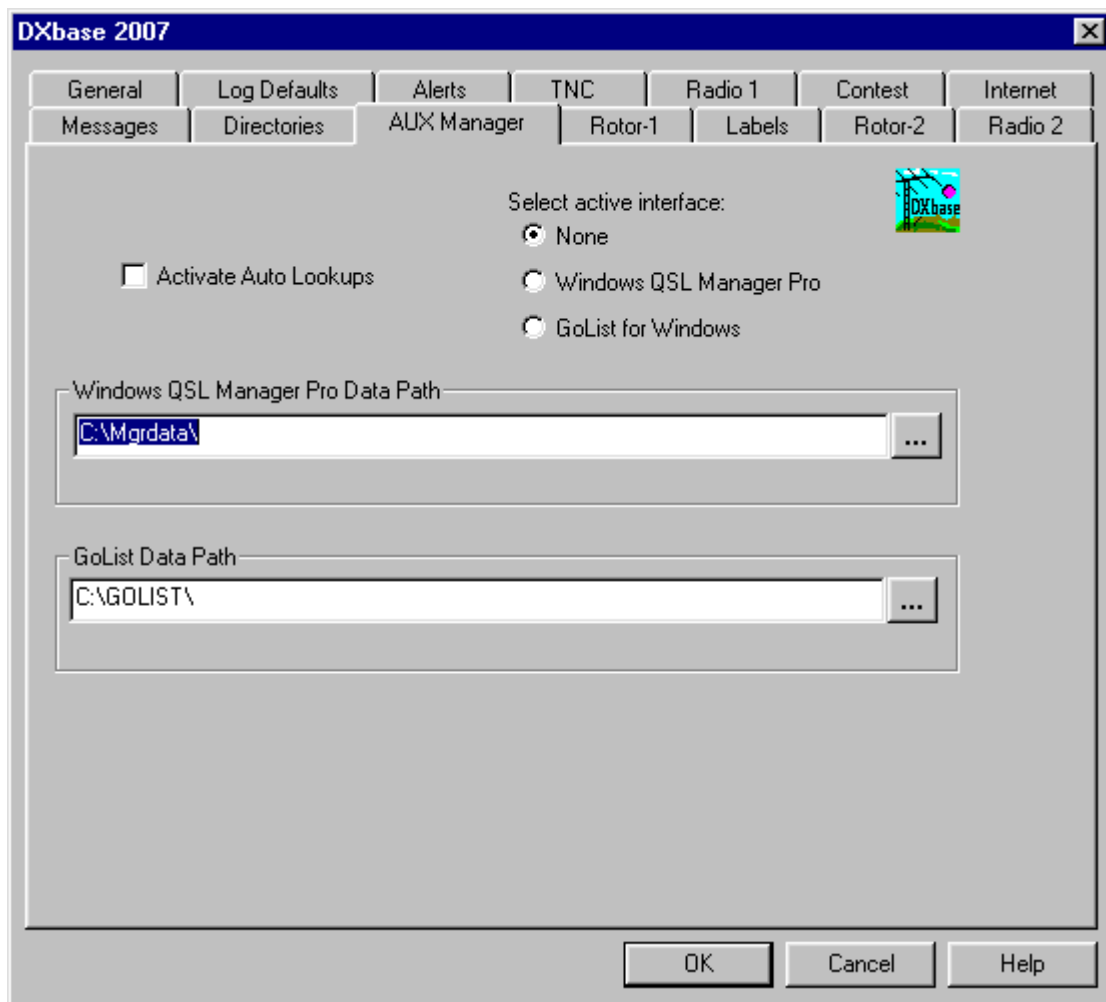 DXbase 2007
General Log Defaults Alerts TNC Radio 1 Contest Internet
Messages Directories AUX Manager Rotor-1 Labels Rotor-2 Radio 2
DXbase
Select active interface:
None
Activate Auto Lookups
Windows QSL Manager Pro
GoList for Windows
Windows QSL Manager Pro Data Path
C:\Mgrdata\
...
GoList Data Path
C:\GOLIST\
...
OK Cancel Help